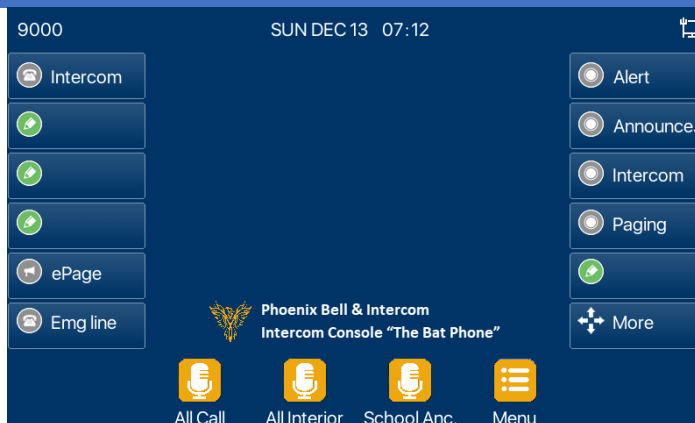 9000
SUN DEC 13 07:12
Intercom
Alert
Announce.
Intercom
Paging
ePage
Emg line
More
Phoenix Bell & Intercom
Intercom Console “The Bat Phone”
All Call
All Interior
School Anc.
Menu